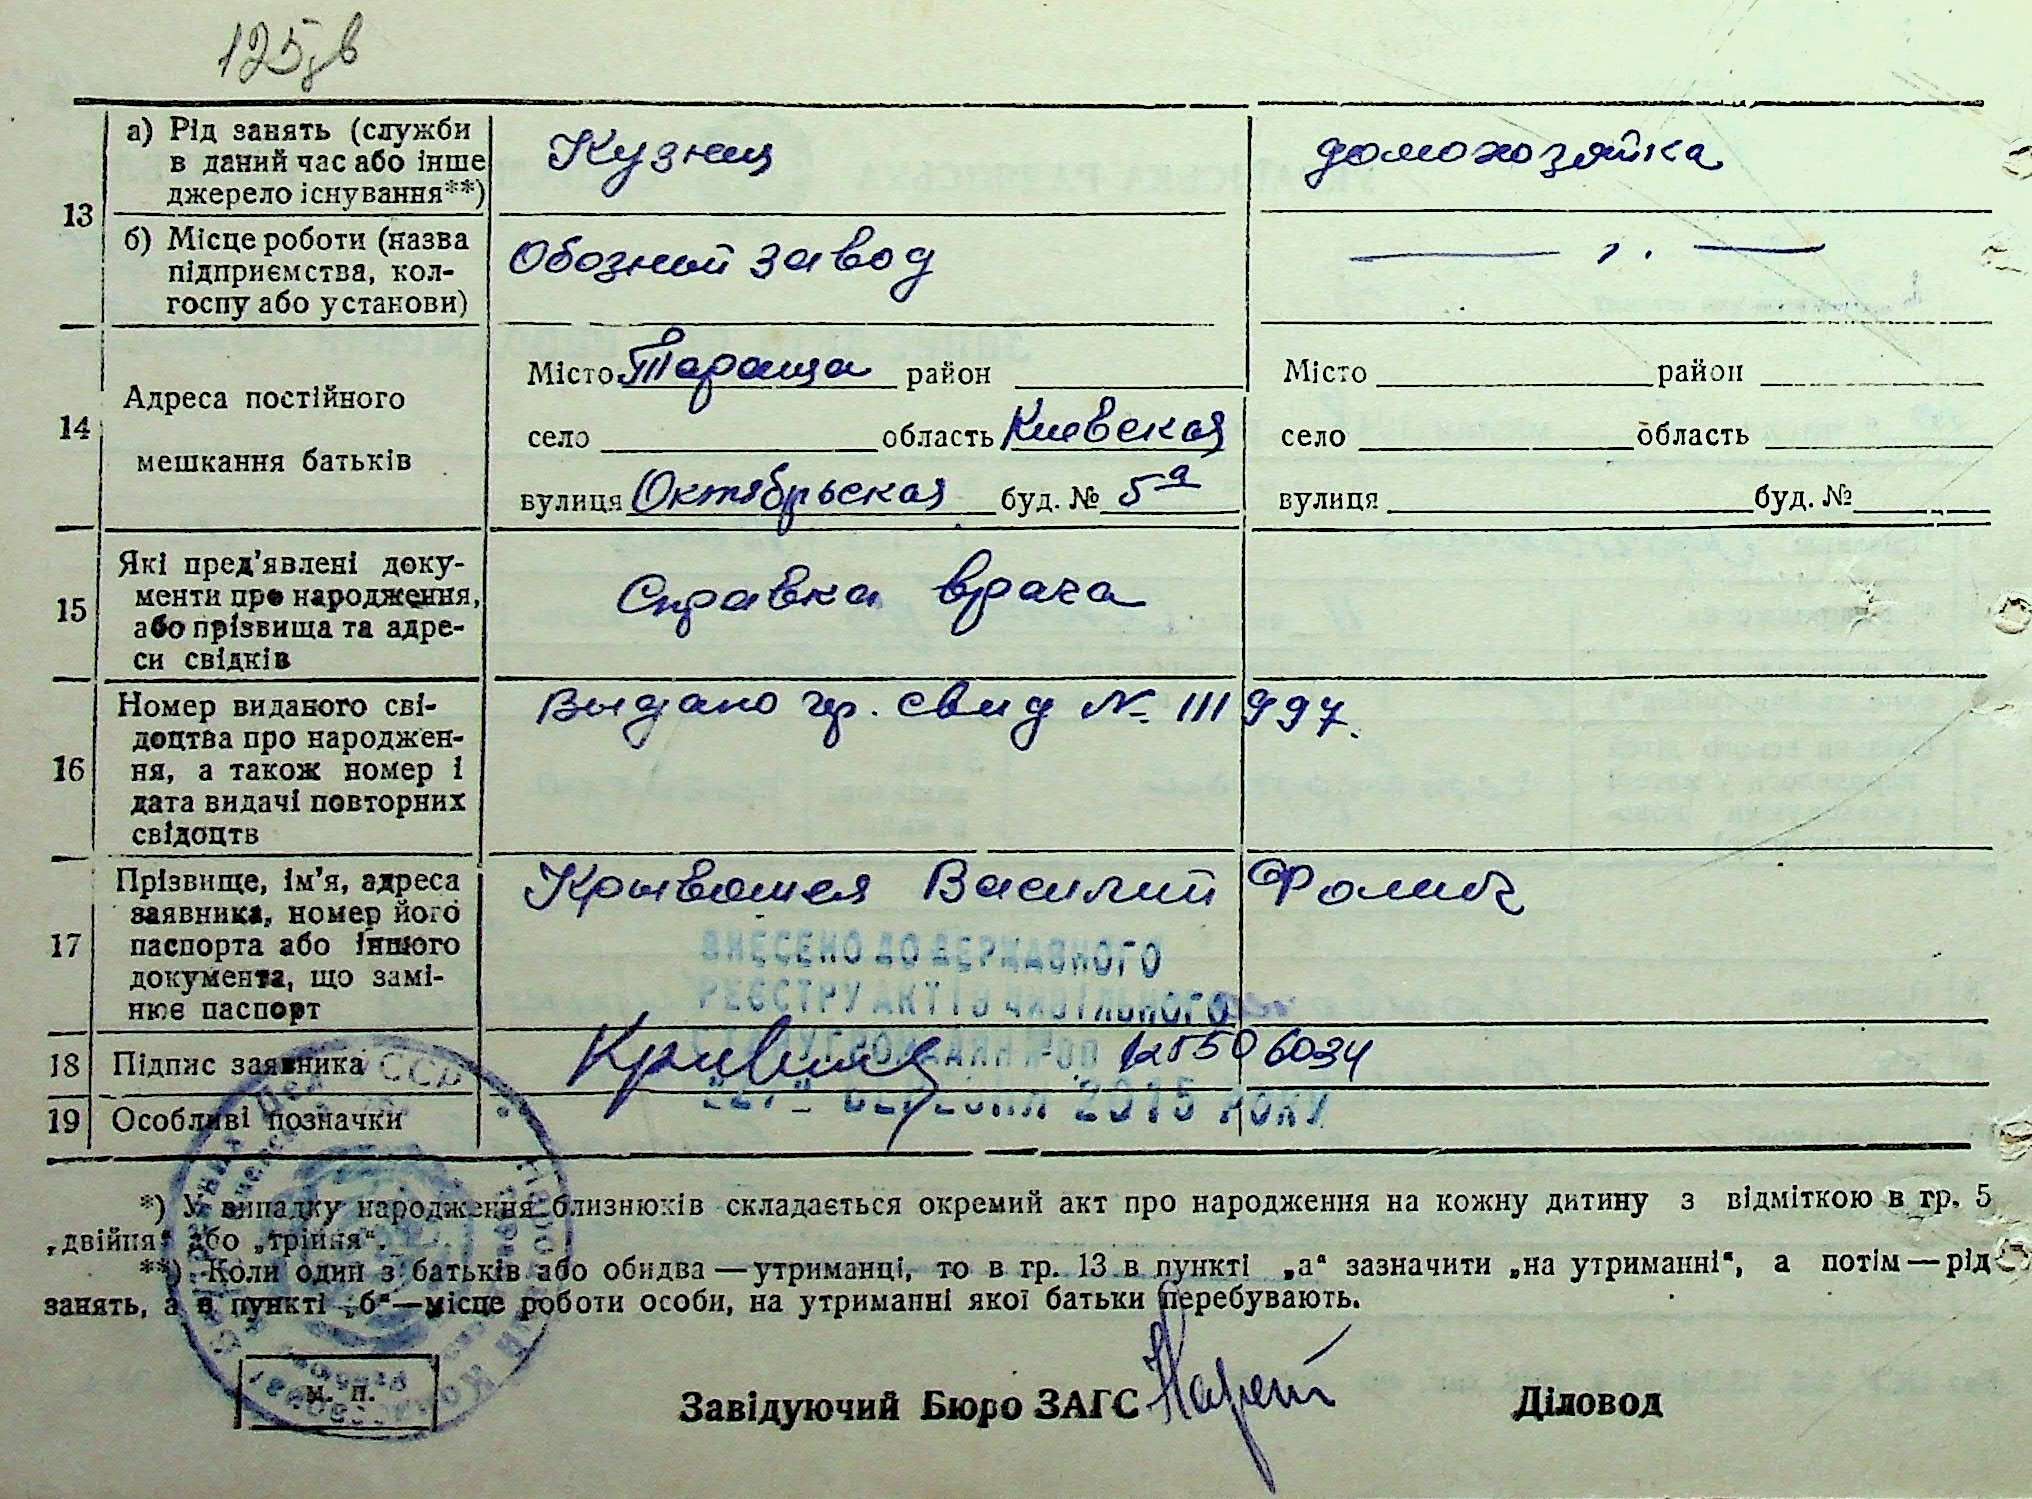 125зв
13
а) Рід занять (служби
в даний час або інше
джерело існування**)
Кузнец
домохозяйка
б) Місце роботи (назва
підприємства, кол-
госпу або установи)
Обозний завод
14
Адреса постійного
мешкання батьків
Місто Тараща район
село область Киевская
вулиця Октябрьская буд. № 5а
Місто район
село область
вулиця буд. №
15
Які пред'явлені доку-
менти про народження,
або прізвища та адре-
си свідків
Справка врача
16
Номер виданого сві-
доцтва про народжен-
ня, а також номер і
дата видачі повторних
свідоцтв
Выдано гр. свид № 111997.
17
Прізвище, ім'я, адреса
заявника, номер його
паспорта або іншого
документа, що замі-
нює паспорт
Василий
ВНЕСЕНО ДО ДЕРЖАВНОГО
РЕЄСТРУ АКТІВ ЦИВІЛЬНОГО
СТАНУ ГРОМАДЯН 125506034
"27" БЕРЕЗНЯ 2015 РОКУ
18
Підпис заявника
19
Особливі позначки
*) У випадку народження близнюків складається окремий акт про народження на кожну дитину з відміткою в гр. 5
„двійня" або „трійня".
**) Коли один з батьків або обидва — утриманці, то в гр. 13 в пункті „а" зазначити „на утриманні", а потім — рід
занять, а в пункті „б"—місце роботи особи, на утриманні якої батьки перебувають.
м. п.
Завідуючий Бюро ЗАГС
Діловод